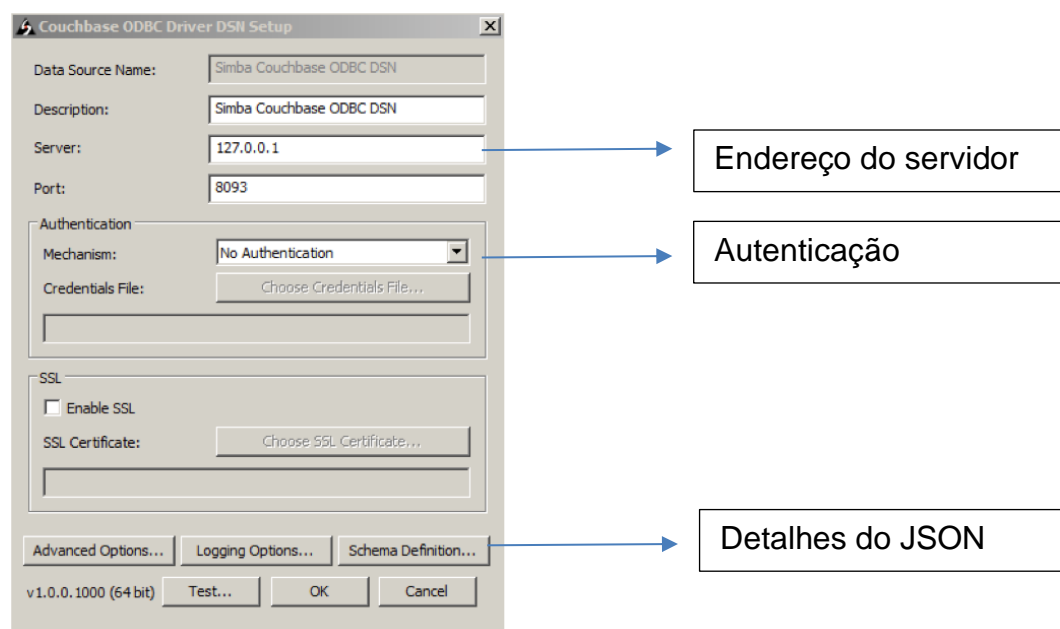 Couchbase ODBC Driver DSN Setup
Data Source Name: Simba Couchbase ODBC DSN
Description: Simba Couchbase ODBC DSN
Server: 127.0.0.1
Endereço do servidor
Port: 8093
Authentication
Mechanism: No Authentication
Autenticação
Credentials File: Choose Credentials File...
SSL
Enable SSL
SSL Certificate: Choose SSL Certificate...
Advanced Options... Logging Options... Schema Definition...
Detalhes do JSON
v1.0.0.1000 (64 bit) Test... OK Cancel